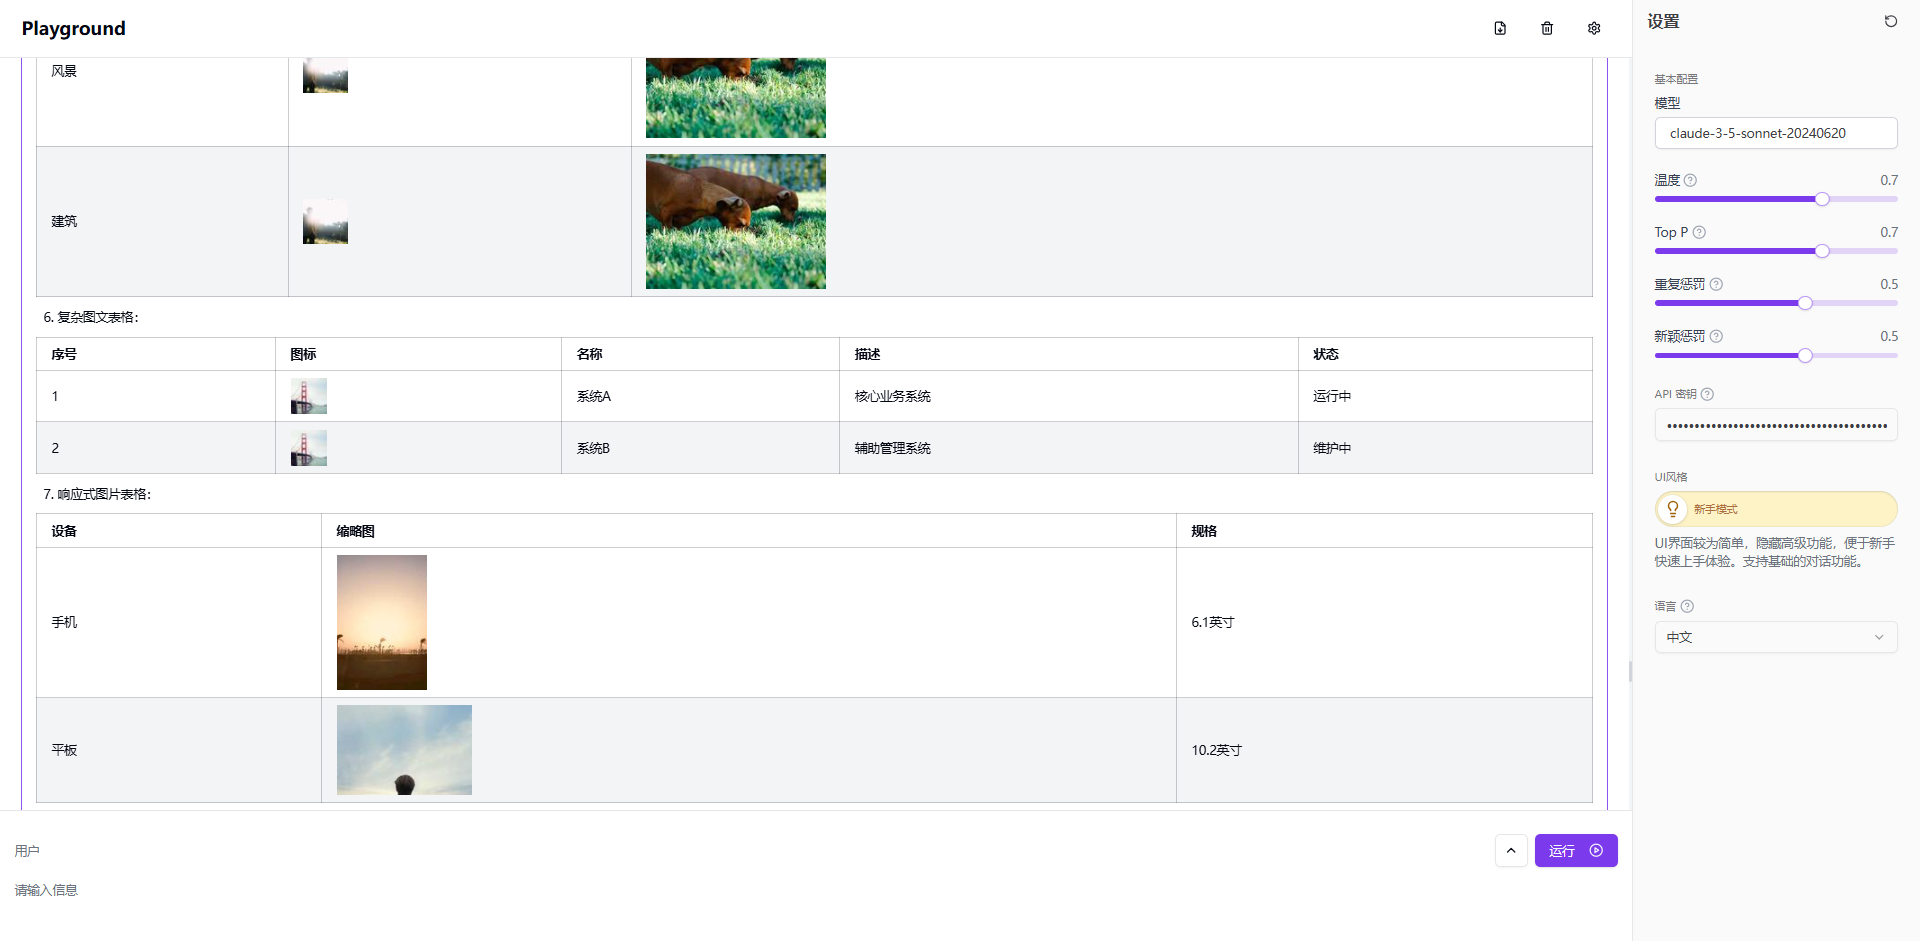 Playground
风景
建筑
6. 复杂图文表格：
序号 图标 名称 描述 状态
1 系统A 核心业务系统 运行中
2 系统B 辅助管理系统 维护中
7. 响应式图片表格：
设备 缩略图 规格
手机 6.1英寸
平板 10.2英寸
用户
运行
请输入信息
设置
基本配置
模型
claude-3-5-sonnet-20240620
温度 0.7
Top P 0.7
重复惩罚 0.5
新颖惩罚 0.5
API 密钥
••••••••••••••••••••••••••••••••••••••••
UI风格
新手模式
UI界面较为简单，隐藏高级功能，便于新手
快速上手体验。支持基础的对话功能。
语言
中文